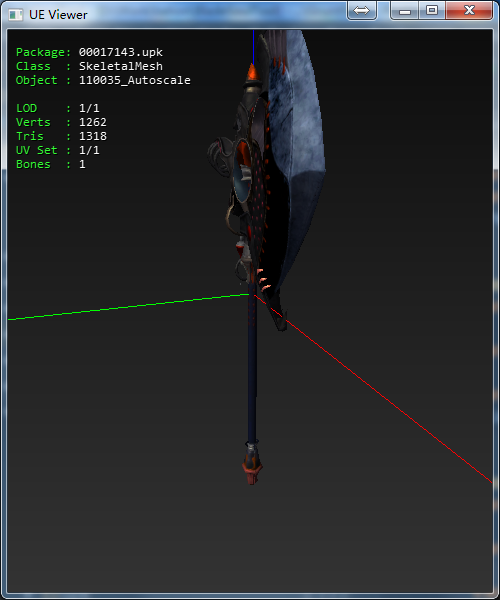 UE Viewer
Package: 00017143.upk
Class : SkeletalMesh
Object : 110035_Autoscale
LOD : 1/1
Verts : 1262
Tris : 1318
UV Set : 1/1
Bones : 1